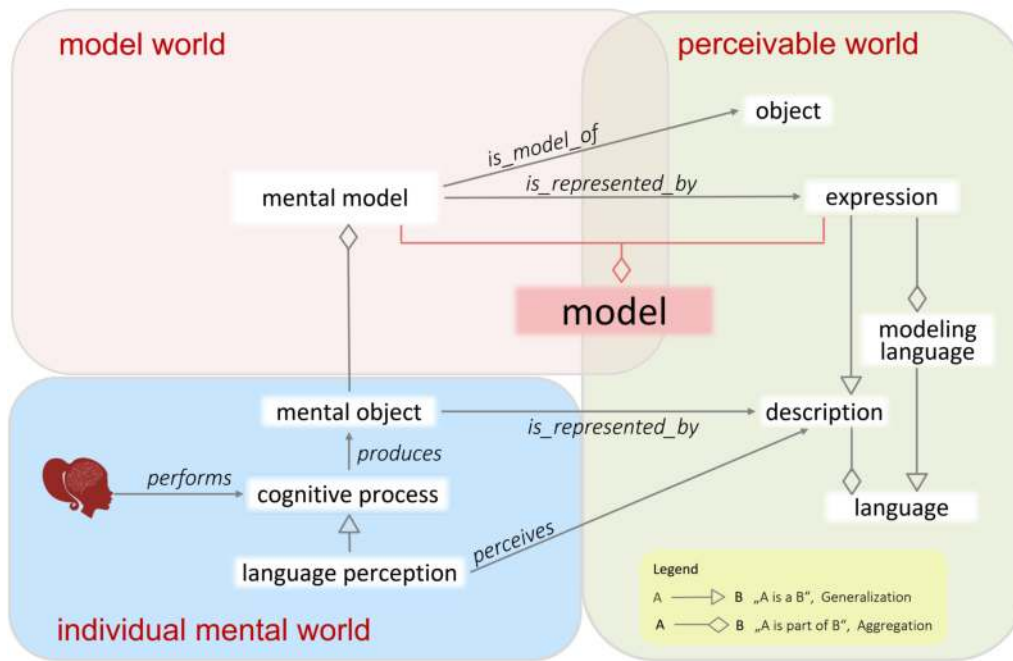 model world
perceivable world
object
is_model_of
mental model
is_represented_by
expression
model
modeling
language
mental object
is_represented_by
description
produces
performs
cognitive process
language
perceives
language perception
individual mental world
Legend
A B „A is a B“, Generalization
A B „A is part of B“, Aggregation